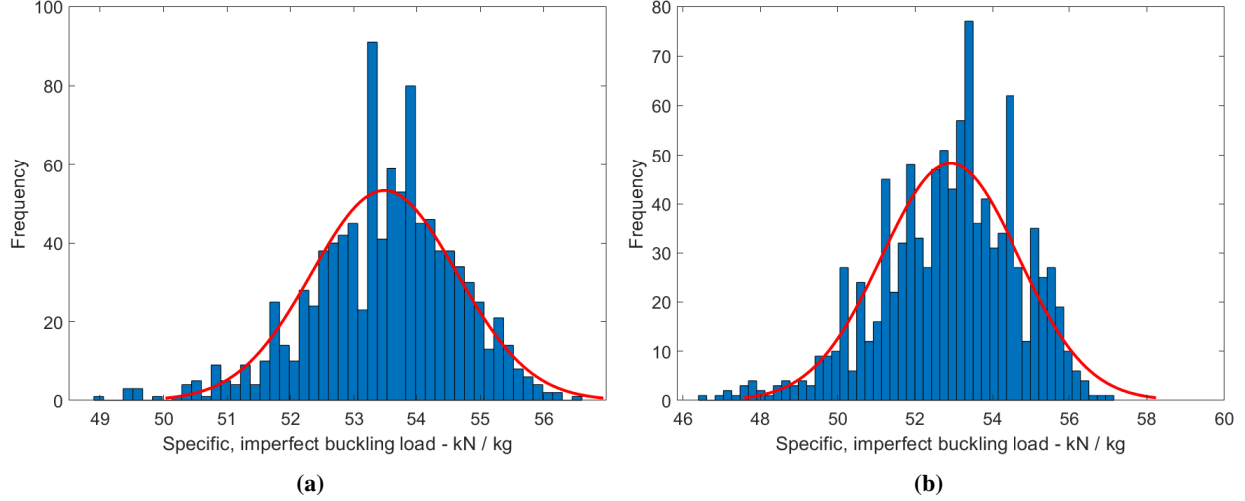 100
80
60
40
20
0
Frequency
49 50 51 52 53 54 55 56
Specific, imperfect buckling load - kN / kg
(a)
80
70
60
50
40
30
20
10
0
Frequency
46 48 50 52 54 56 58 60
Specific, imperfect buckling load - kN / kg
(b)